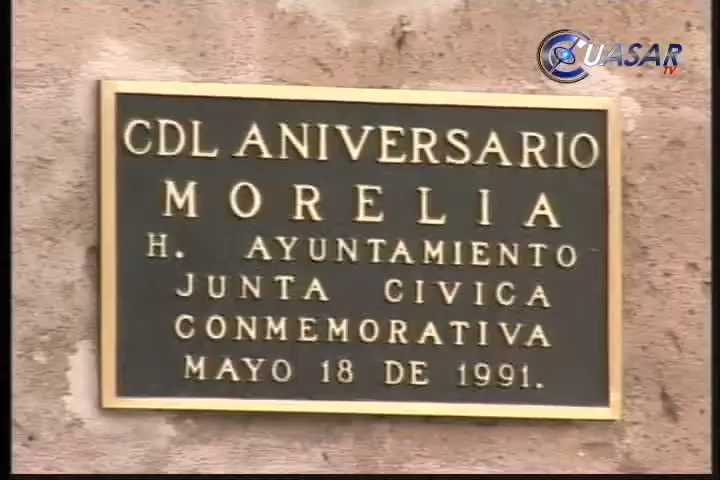 CUASAR
TV
CDL ANIVERSARIO
MORELIA
H. AYUNTAMIENTO
JUNTA CIVICA
CONMEMORATIVA
MAYO 18 DE 1991.